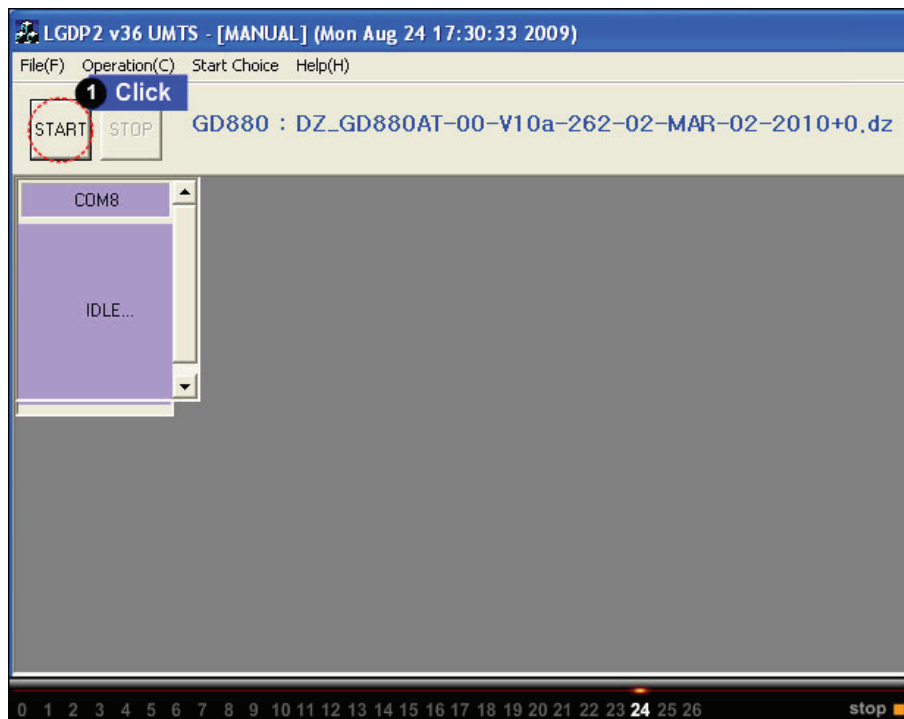 LGDP2 v36 UMTS - [MANUAL] (Mon Aug 24 17:30:33 2009)
File(F) Operation(C) Start Choice Help(H)
1 Click
START STOP GD880 : DZ_GD880AT-00-V10a-262-02-MAR-02-2010+0.dz
COM8
IDLE...
0 1 2 3 4 5 6 7 8 9 10 11 12 13 14 15 16 17 18 19 20 21 22 23 24 25 26 stop